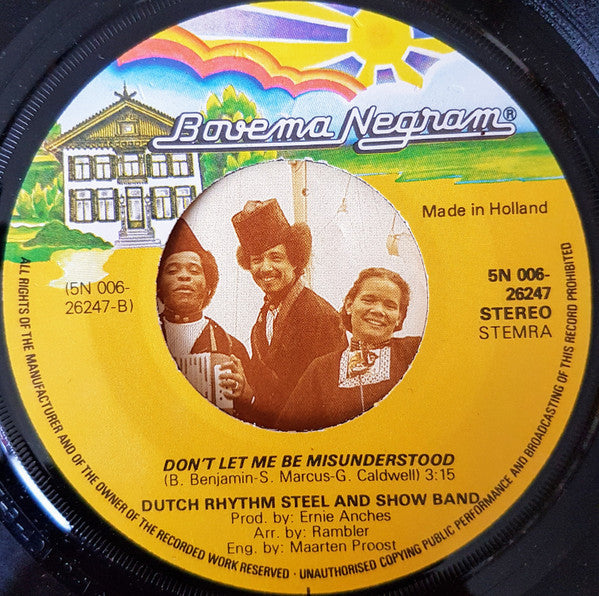 Bovema Negram®
Made in Holland
(5N 006-
26247-B)
5N 006-
26247
STEREO
STEMRA
DON'T LET ME BE MISUNDERSTOOD
(B. Benjamin-S. Marcus-G. Caldwell) 3:15
DUTCH RHYTHM STEEL AND SHOW BAND
Prod. by: Ernie Anches
Arr. by: Rambler
Eng. by: Maarten Proost
ALL RIGHTS OF THE MANUFACTURER AND OF THE OWNER OF THE RECORDED WORK RESERVED · UNAUTHORISED COPYING PUBLIC PERFORMANCE AND BROADCASTING OF THIS RECORD PROHIBITED